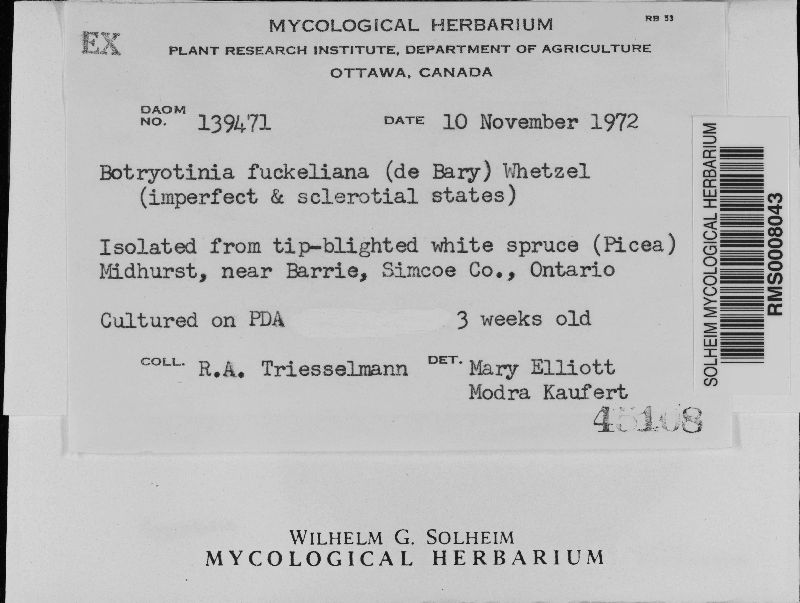 RB 53
MYCOLOGICAL HERBARIUM
EX
PLANT RESEARCH INSTITUTE, DEPARTMENT OF AGRICULTURE
OTTAWA, CANADA
DAOM NO. 139471 DATE 10 November 1972
Botryotinia fuckeliana (de Bary) Whetzel
(imperfect & sclerotial states)
Isolated from tip-blighted white spruce (Picea)
Midhurst, near Barrie, Simcoe Co., Ontario
Cultured on PDA 3 weeks old
COLL. R.A. Triesselmann DET. Mary Elliott
Modra Kaufert
45108
SOLHEIM MYCOLOGICAL HERBARIUM
RMS0008043
WILHELM G. SOLHEIM
MYCOLOGICAL HERBARIUM